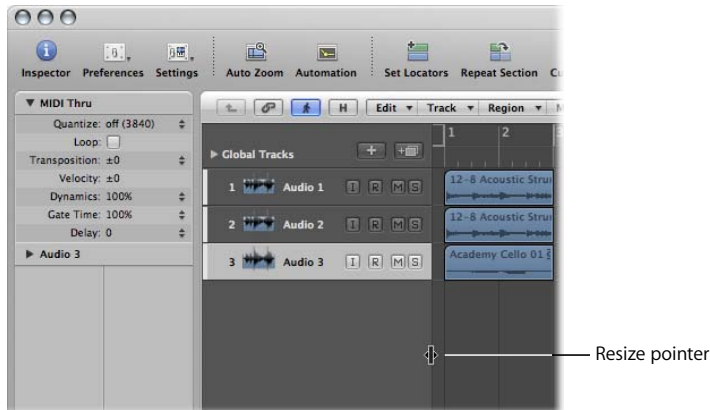 Inspector Preferences Settings Auto Zoom Automation Set Locators Repeat Section
MIDI Thru
Quantize: off (3840)
Loop:
Transposition: ±0
Velocity: ±0
Dynamics: 100%
Gate Time: 100%
Delay: 0
Audio 3
H Edit Track Region
1 2
Global Tracks
1 Audio 1 I R M S 12-8 Acoustic
2 Audio 2 I R M S 12-8 Acoustic
3 Audio 3 I R M S Academy Cello 01
Resize pointer